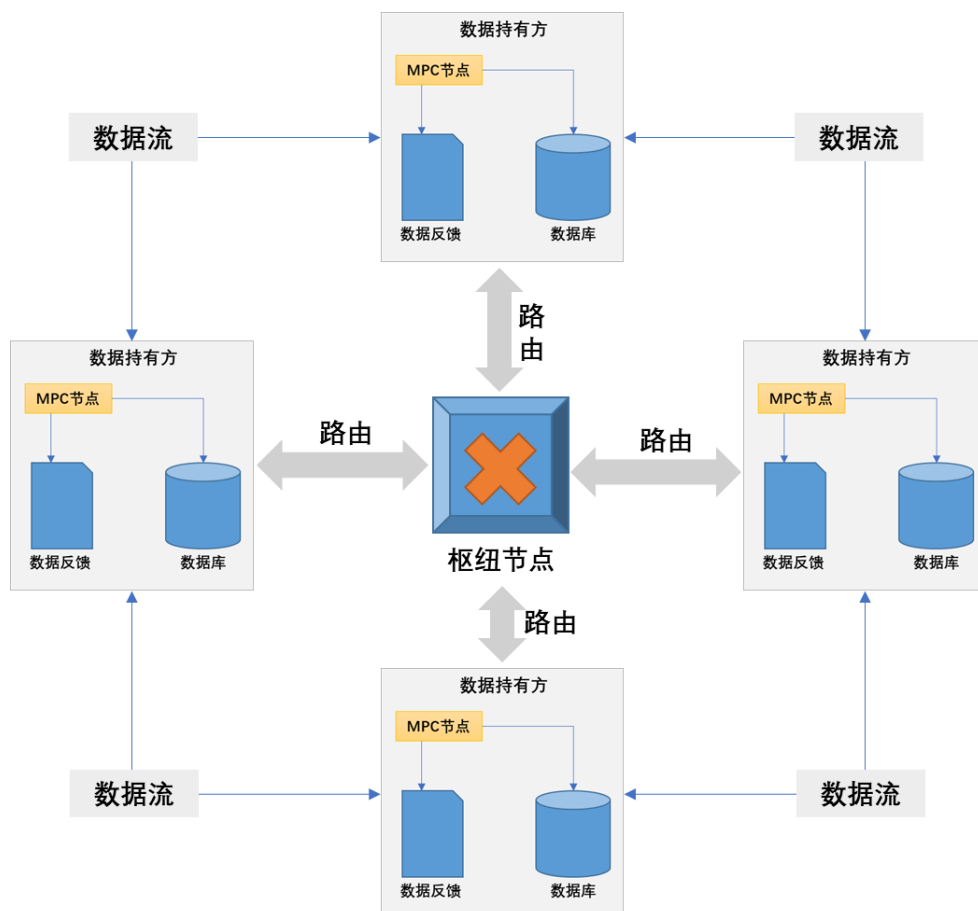 数据持有方
MPC节点
数据反馈
数据库
数据流
数据流
路
由
数据持有方
MPC节点
数据反馈
数据库
路由
枢纽节点
路由
数据持有方
MPC节点
数据反馈
数据库
路由
数据持有方
MPC节点
数据反馈
数据库
数据流
数据流